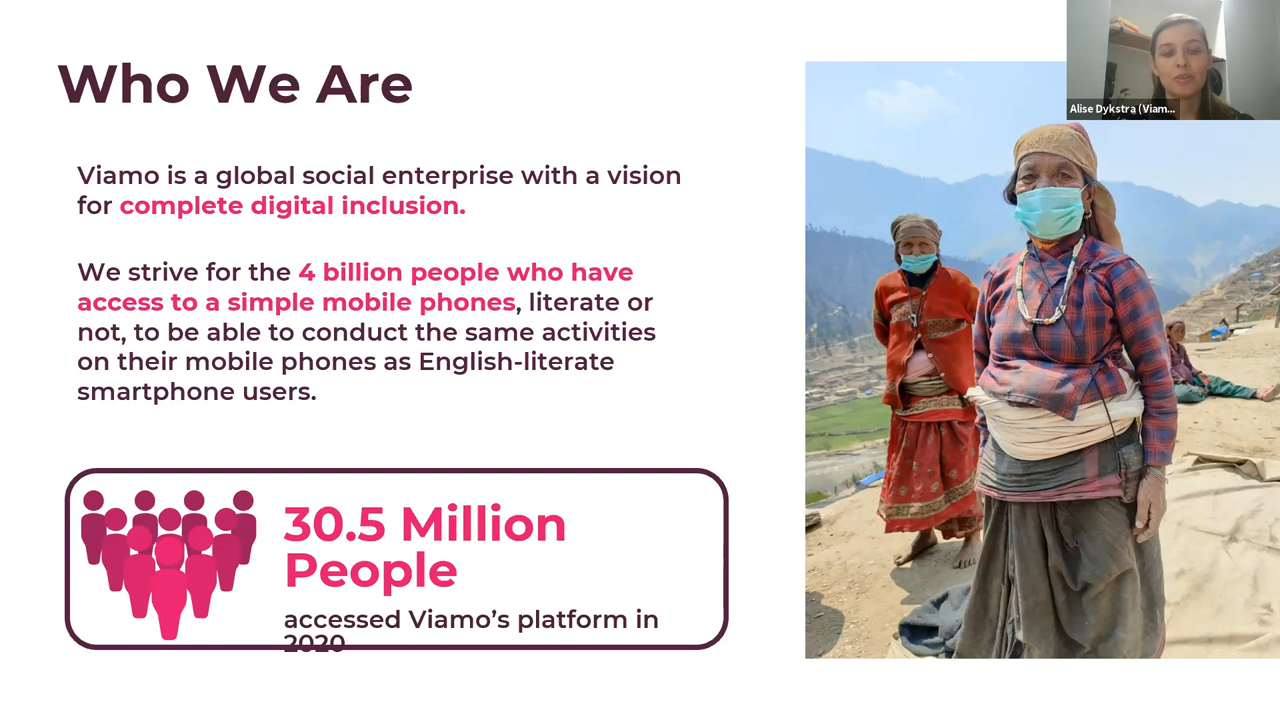 Who We Are
Alise Dykstra (Viam...
Viamo is a global social enterprise with a vision
for complete digital inclusion.
We strive for the 4 billion people who have
access to a simple mobile phones, literate or
not, to be able to conduct the same activities
on their mobile phones as English-literate
smartphone users.
30.5 Million
People
accessed Viamo’s platform in
2020